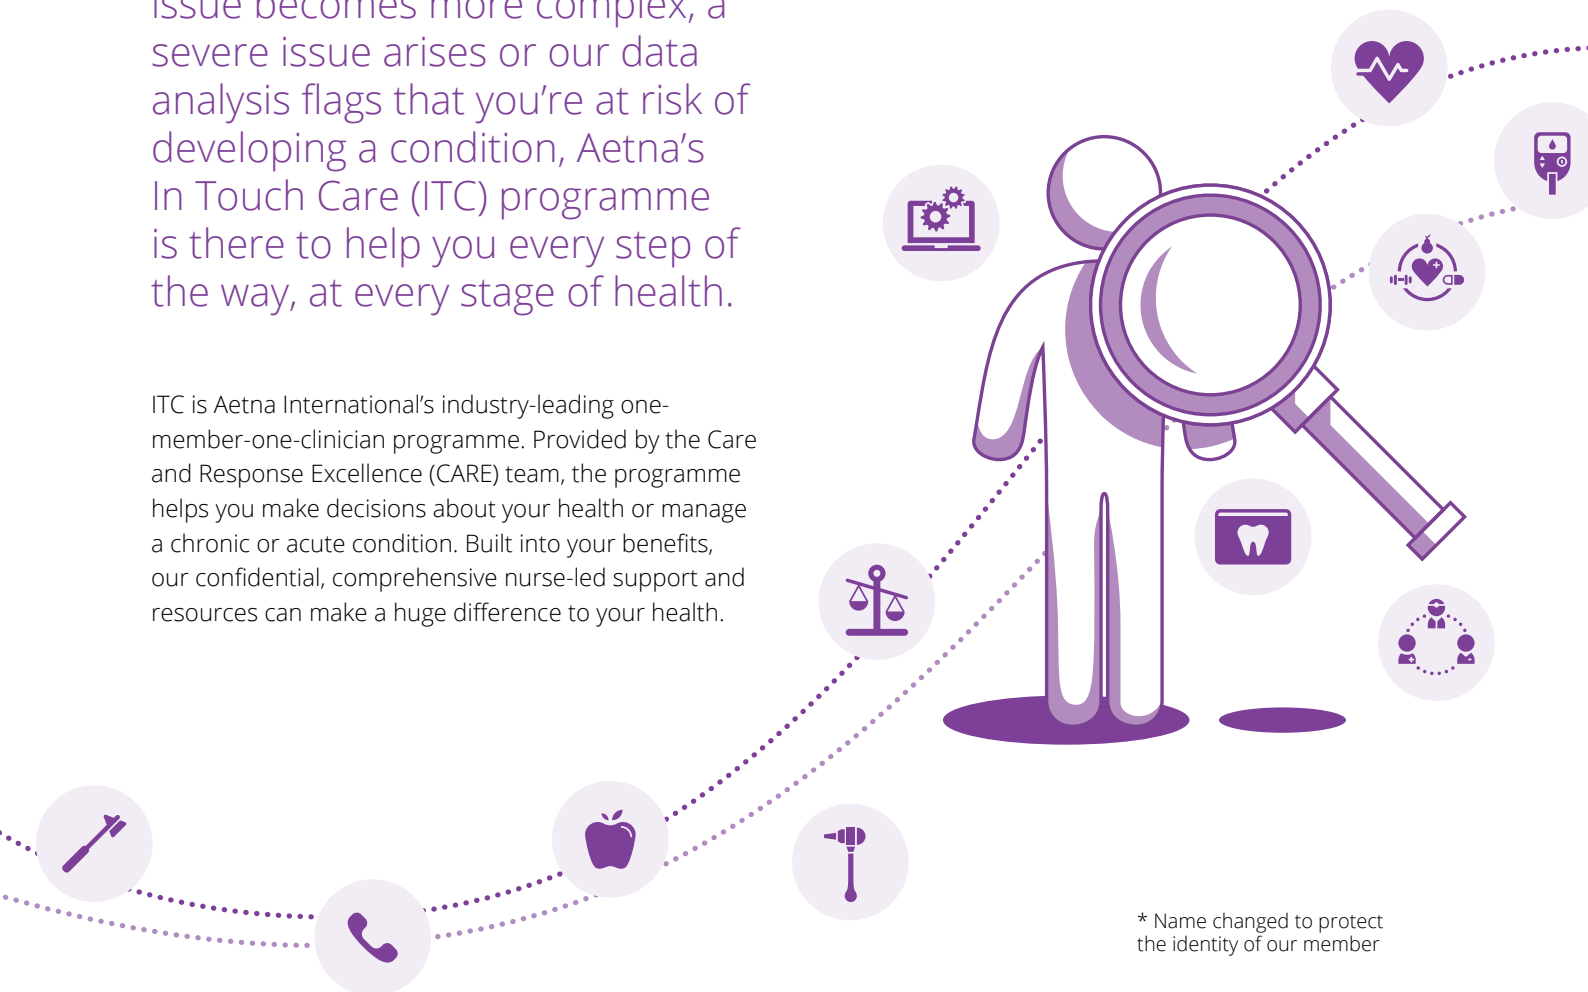 issue becomes more complex, a
severe issue arises or our data
analysis flags that you're at risk of
developing a condition, Aetna's
In Touch Care (ITC) programme
is there to help you every step of
the way, at every stage of health.
ITC is Aetna International's industry-leading one-
member-one-clinician programme. Provided by the Care
and Response Excellence (CARE) team, the programme
helps you make decisions about your health or manage
a chronic or acute condition. Built into your benefits,
our confidential, comprehensive nurse-led support and
resources can make a huge difference to your health.
* Name changed to protect
the identity of our member